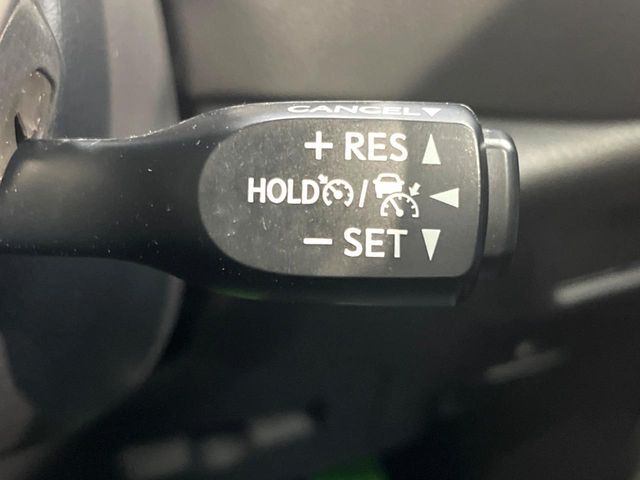 CANCEL
+ RES
HOLD /
− SET